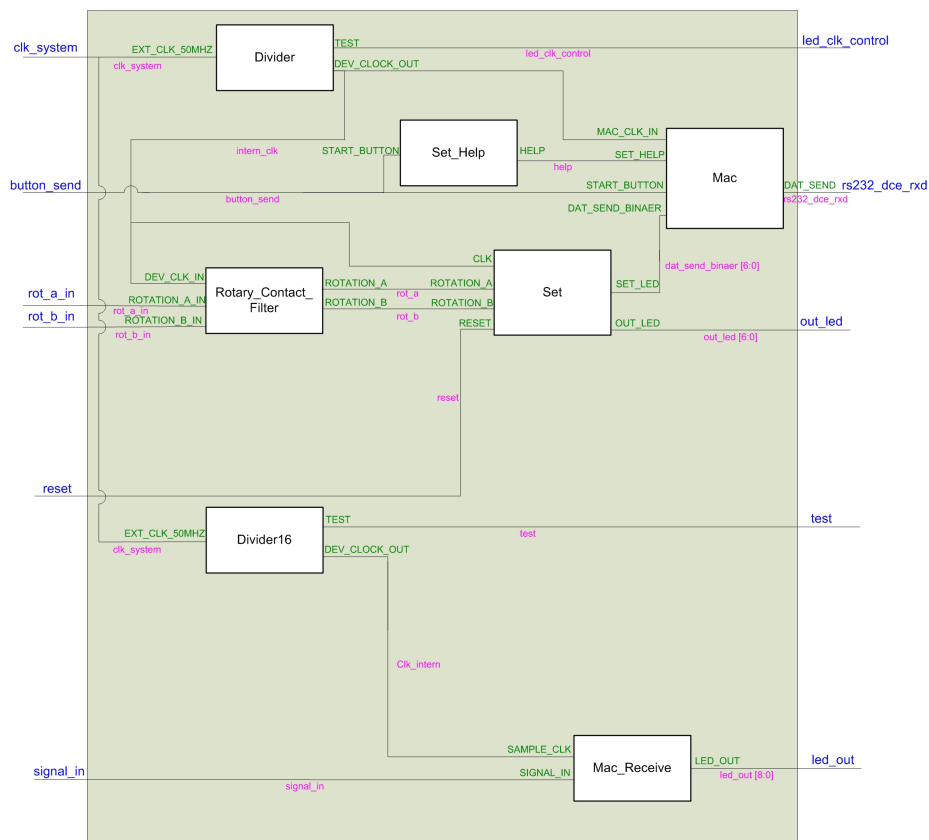 clk_system
EXT_CLK_50MHZ
clk_system
Divider
TEST
led_clk_control
led_clk_control
DEV_CLOCK_OUT
intern_clk
START_BUTTON
Set_Help
HELP
help
MAC_CLK_IN
SET_HELP
Mac
button_send
button_send
START_BUTTON
DAT_SEND
rs232_dce_rxd
rs232_dce_rxd
DAT_SEND_BINAER
dat_send_binaer [6:0]
CLK
DEV_CLK_IN
rot_a_in
ROTATION_A_IN
rot_a_in
rot_b_in
ROTATION_B_IN
rot_b_in
Rotary_Contact_
Filter
ROTATION_A
rot_a
ROTATION_A
ROTATION_B
rot_b
ROTATION_B
RESET
Set
SET_LED
OUT_LED
out_led [6:0]
out_led
reset
reset
EXT_CLK_50MHZ
clk_system
Divider16
TEST
test
test
DEV_CLOCK_OUT
Clk_intern
SAMPLE_CLK
signal_in
signal_in
SIGNAL_IN
Mac_Receive
LED_OUT
led_out [8:0]
led_out